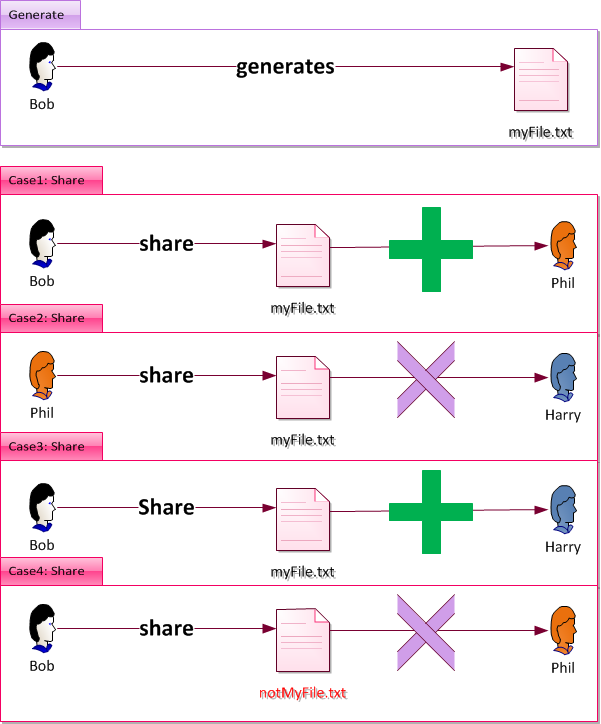 Generate
generates
Bob
myFile.txt
Case1: Share
share
Bob
Phil
myFile.txt
Case2: Share
share
Phil
Harry
myFile.txt
Case3: Share
Share
Bob
Harry
myFile.txt
Case4: Share
share
Bob
Phil
notMyFile.txt